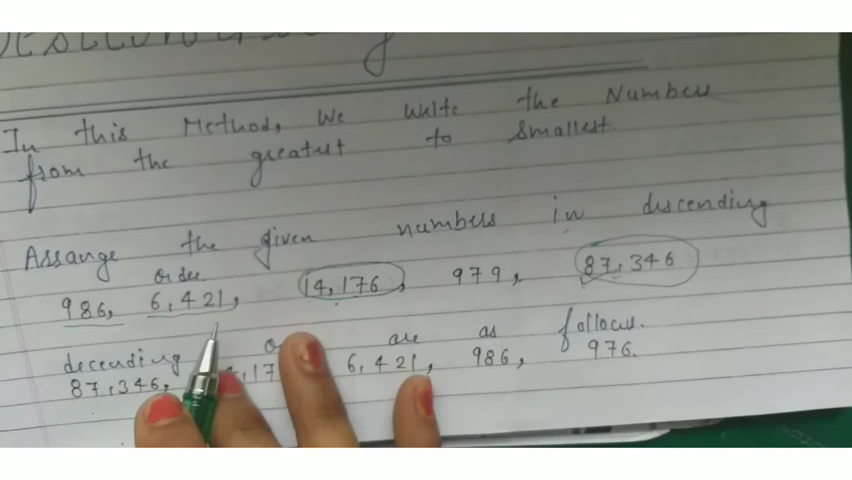 In this Method, We Write the Numbers
from the greatest to smallest.
Arrange the given numbers in descending
order
986, 6,421, 14,176, 979, 87,346
decending are as follows.
87,346, 6,421, 986, 976.